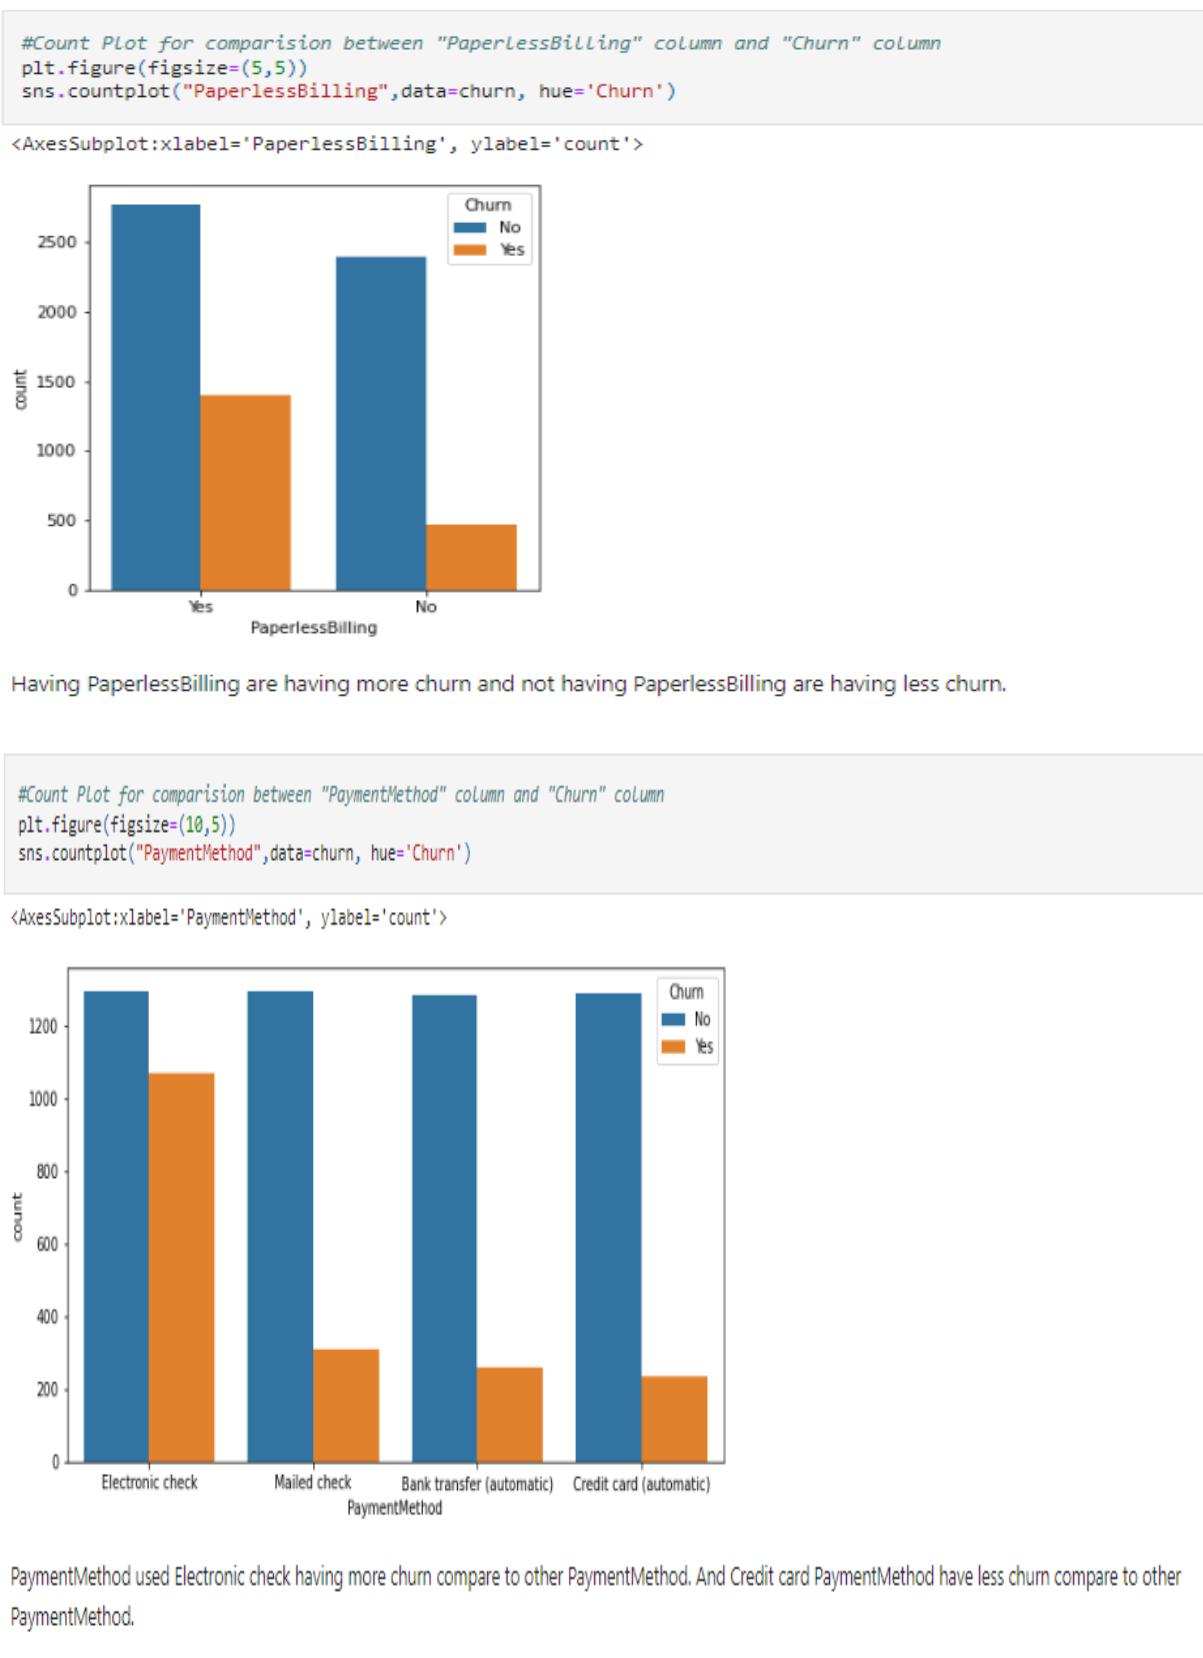 #Count Plot for comparision between "PaperlessBilling" column and "Churn" column
plt.figure(figsize=(5,5))
sns.countplot("PaperlessBilling",data=churn, hue='Churn')
<AxesSubplot:xlabel='PaperlessBilling', ylabel='count'>
Churn
No
Yes
2500
2000
1500
1000
500
0
count
Yes No
PaperlessBilling
Having PaperlessBilling are having more churn and not having PaperlessBilling are having less churn.
#Count Plot for comparision between "PaymentMethod" column and "Churn" column
plt.figure(figsize=(10,5))
sns.countplot("PaymentMethod",data=churn, hue='Churn')
<AxesSubplot:xlabel='PaymentMethod', ylabel='count'>
Churn
No
Yes
1200
1000
800
600
400
200
0
count
Electronic check Mailed check Bank transfer (automatic) Credit card (automatic)
PaymentMethod
PaymentMethod used Electronic check having more churn compare to other PaymentMethod. And Credit card PaymentMethod have less churn compare to other
PaymentMethod.